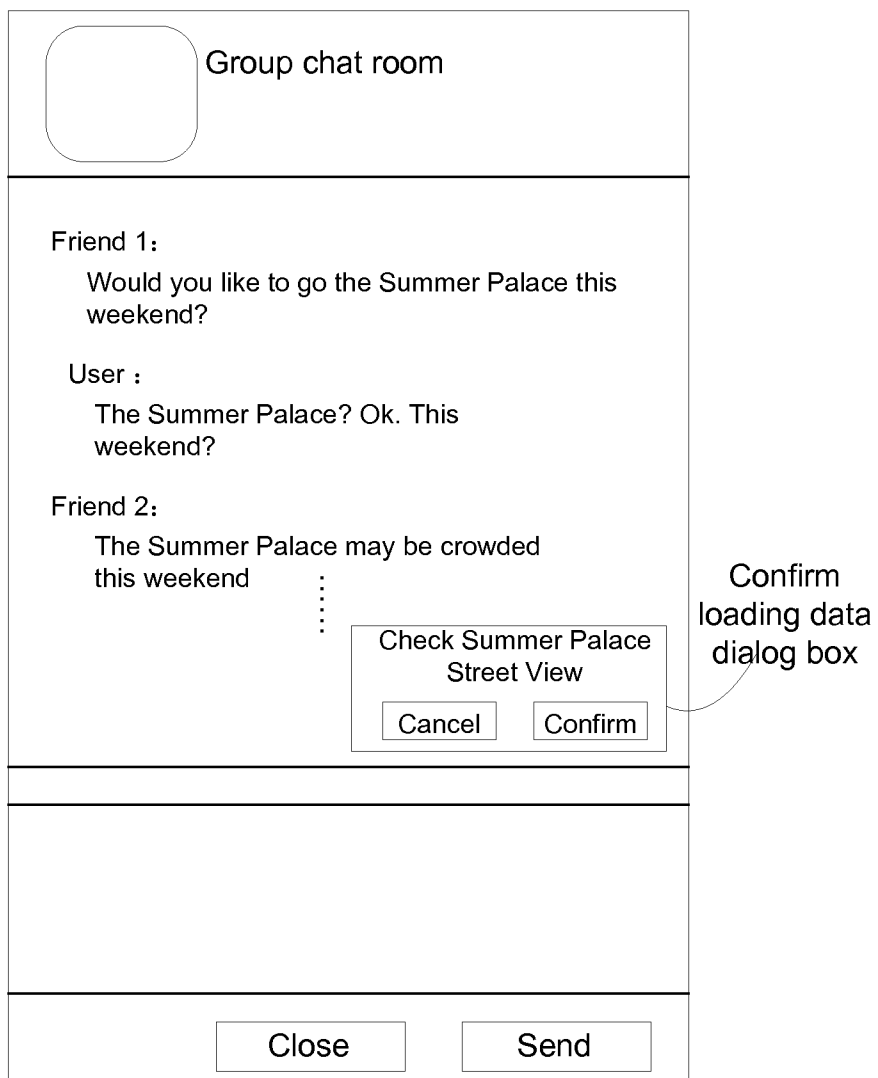 Group chat room
Friend 1：
Would you like to go the Summer Palace this
weekend?
User：
The Summer Palace? Ok. This
weekend?
Friend 2：
The Summer Palace may be crowded
this weekend
Check Summer Palace
Street View
Cancel
Confirm
Confirm
loading data
dialog box
Close
Send